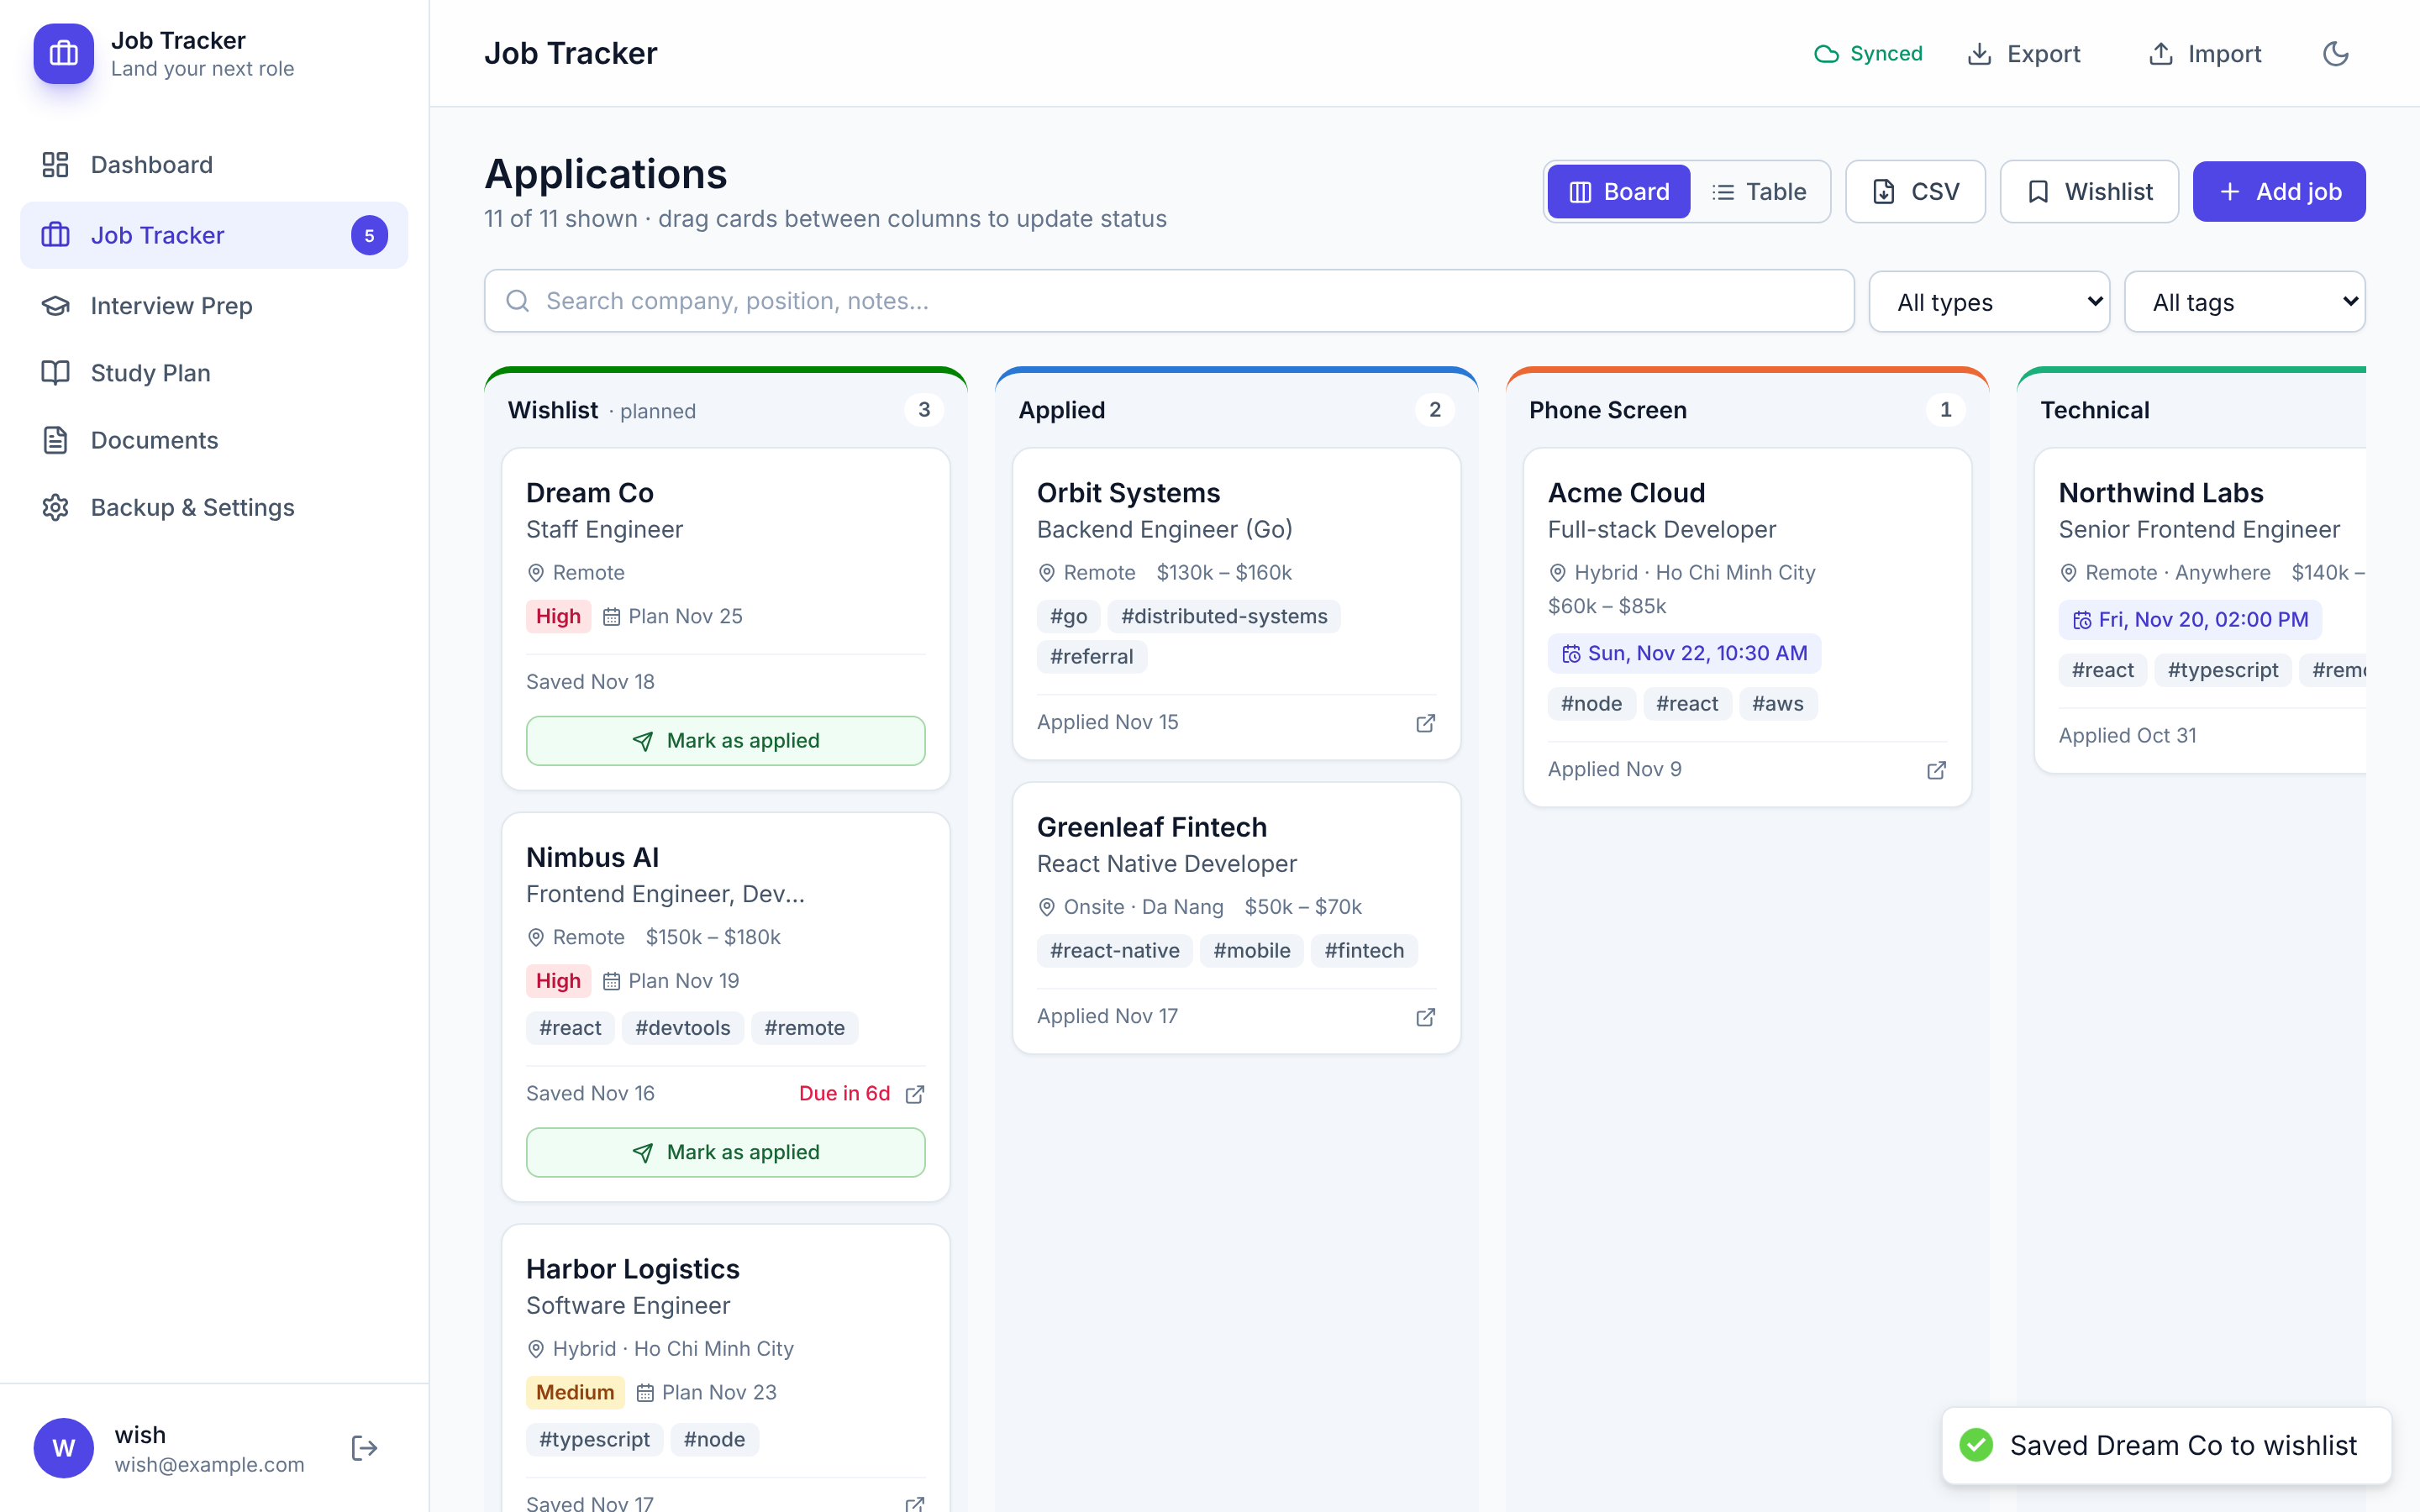 Job Tracker
Land your next role
Dashboard
Job Tracker
5
Interview Prep
Study Plan
Documents
Backup & Settings
W
wish
wish@example.com
Job Tracker
Synced
Export
Import
Applications
11 of 11 shown · drag cards between columns to update status
Board
Table
CSV
Wishlist
Add job
Search company, position, notes...
All types
All tags
Wishlist · planned
3
Dream Co
Staff Engineer
Remote
High Plan Nov 25
Saved Nov 18
Mark as applied
Nimbus AI
Frontend Engineer, Dev...
Remote $150k – $180k
High Plan Nov 19
#react #devtools #remote
Saved Nov 16 Due in 6d
Mark as applied
Harbor Logistics
Software Engineer
Hybrid · Ho Chi Minh City
Medium Plan Nov 23
#typescript #node
Saved Nov 17
Applied
2
Orbit Systems
Backend Engineer (Go)
Remote $130k – $160k
#go #distributed-systems
#referral
Applied Nov 15
Greenleaf Fintech
React Native Developer
Onsite · Da Nang $50k – $70k
#react-native #mobile #fintech
Applied Nov 17
Phone Screen
1
Acme Cloud
Full-stack Developer
Hybrid · Ho Chi Minh City
$60k – $85k
Sun, Nov 22, 10:30 AM
#node #react #aws
Applied Nov 9
Technical
Northwind Labs
Senior Frontend Engineer
Remote · Anywhere $140k –
Fri, Nov 20, 02:00 PM
#react #typescript
Applied Oct 31
Saved Dream Co to wishlist